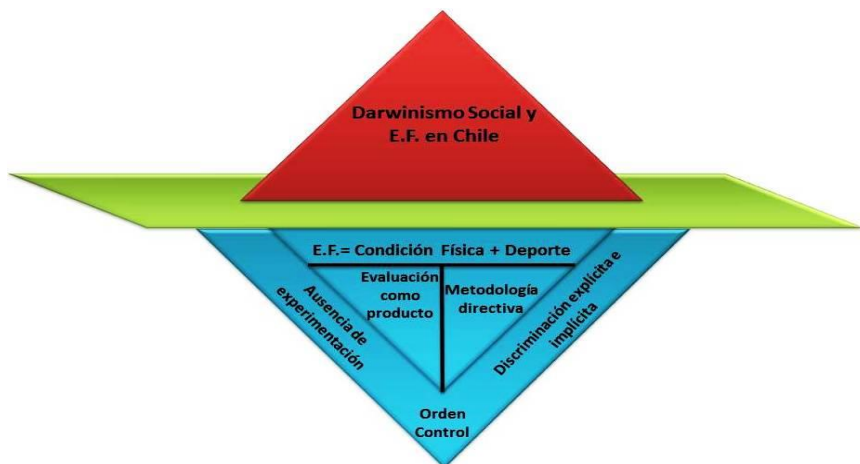 Darwinismo Social y
E.F. en Chile
E.F.= Condición Física + Deporte
Evaluación
como
producto
Metodología
directiva
Ausencia de
experimentación
Discriminación explícita e
implícita
Orden
Control